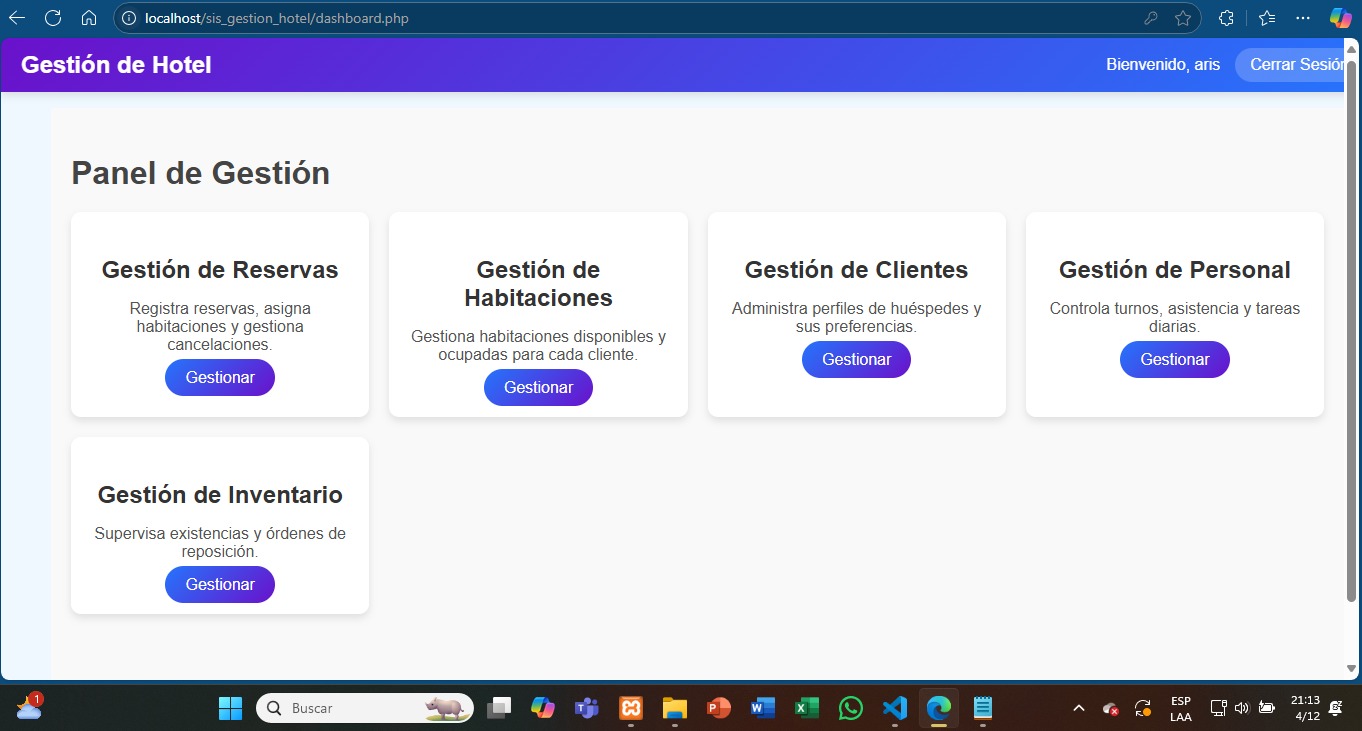 localhost/sis_gestion_hotel/dashboard.php
Gestión de Hotel
Bienvenido, aris
Cerrar Sesión
Panel de Gestión
Gestión de Reservas
Registra reservas, asigna
habitaciones y gestiona
cancelaciones.
Gestionar
Gestión de
Habitaciones
Gestiona habitaciones disponibles y
ocupadas para cada cliente.
Gestionar
Gestión de Clientes
Administra perfiles de huéspedes y
sus preferencias.
Gestionar
Gestión de Personal
Controla turnos, asistencia y tareas
diarias.
Gestionar
Gestión de Inventario
Supervisa existencias y órdenes de
reposición.
Gestionar
1
Buscar
ESP
LAA
21:13
4/12